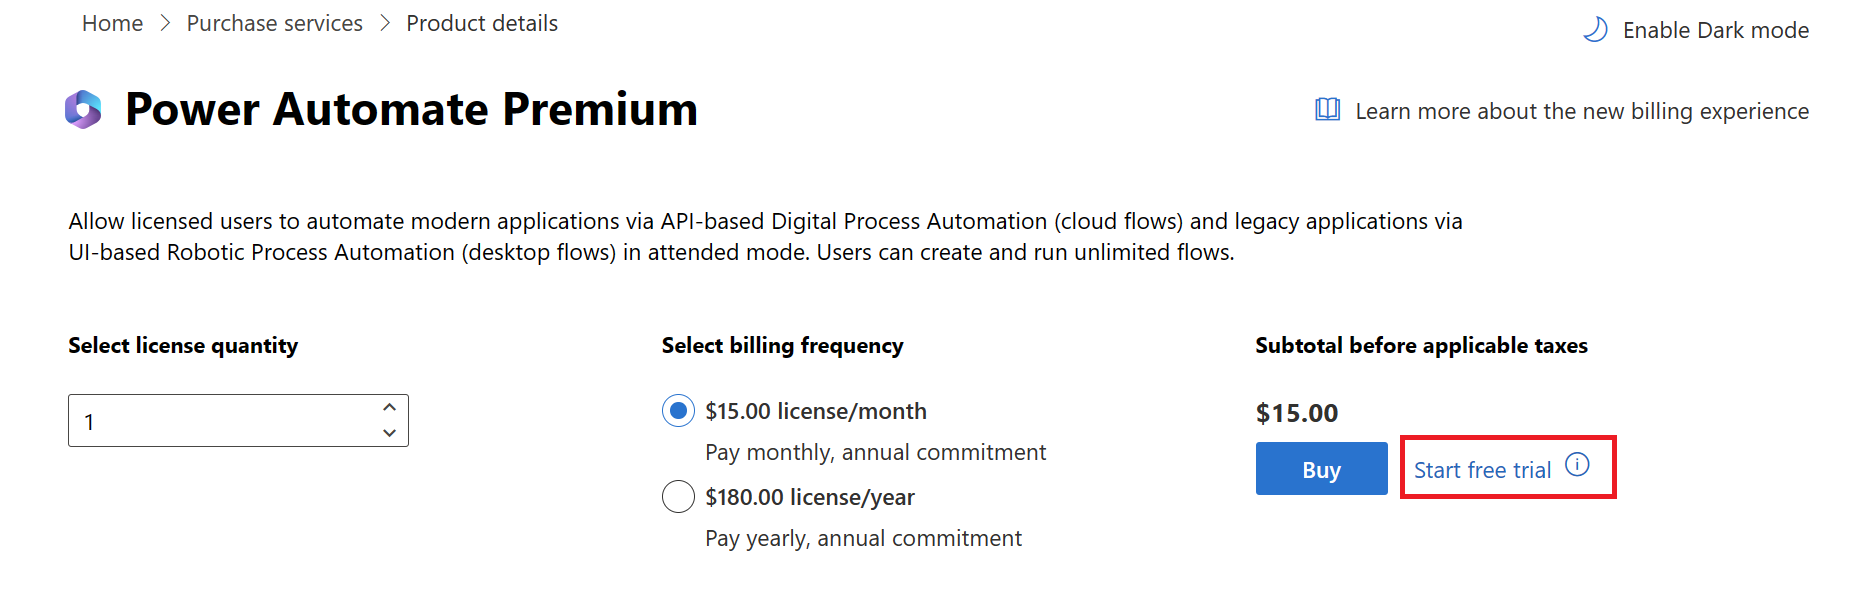 Home > Purchase services > Product details
Enable Dark mode
Power Automate Premium
Learn more about the new billing experience
Allow licensed users to automate modern applications via API-based Digital Process Automation (cloud flows) and legacy applications via
UI-based Robotic Process Automation (desktop flows) in attended mode. Users can create and run unlimited flows.
Select license quantity
1
Select billing frequency
$15.00 license/month
Pay monthly, annual commitment
$180.00 license/year
Pay yearly, annual commitment
Subtotal before applicable taxes
$15.00
Buy
Start free trial